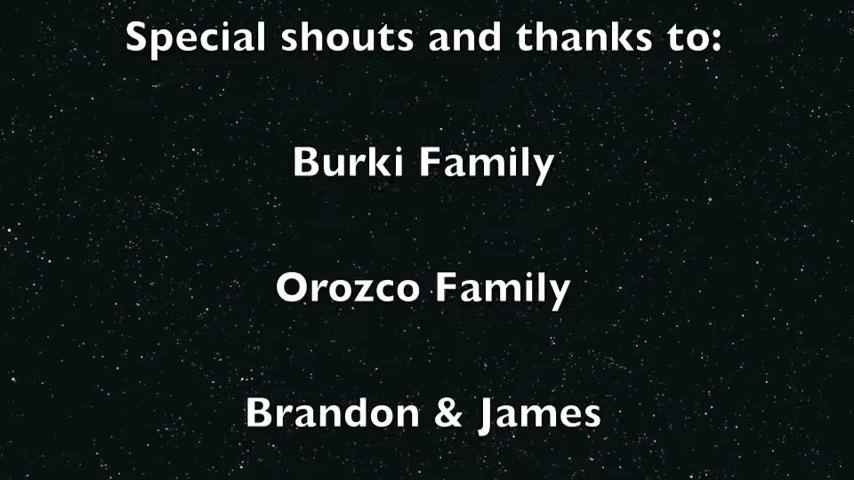 Special shouts and thanks to:
Burki Family
Orozco Family
Brandon & James